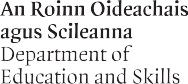 An Roinn Oideachais
agus Scileanna
Department of
Education and Skills